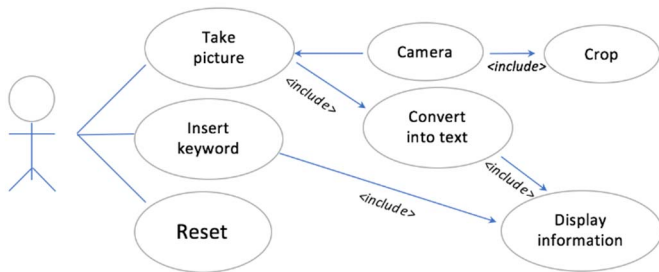 Take
picture
Camera
Crop
<include>
<include>
Insert
keyword
Convert
into text
<include>
<include>
Reset
Display
information